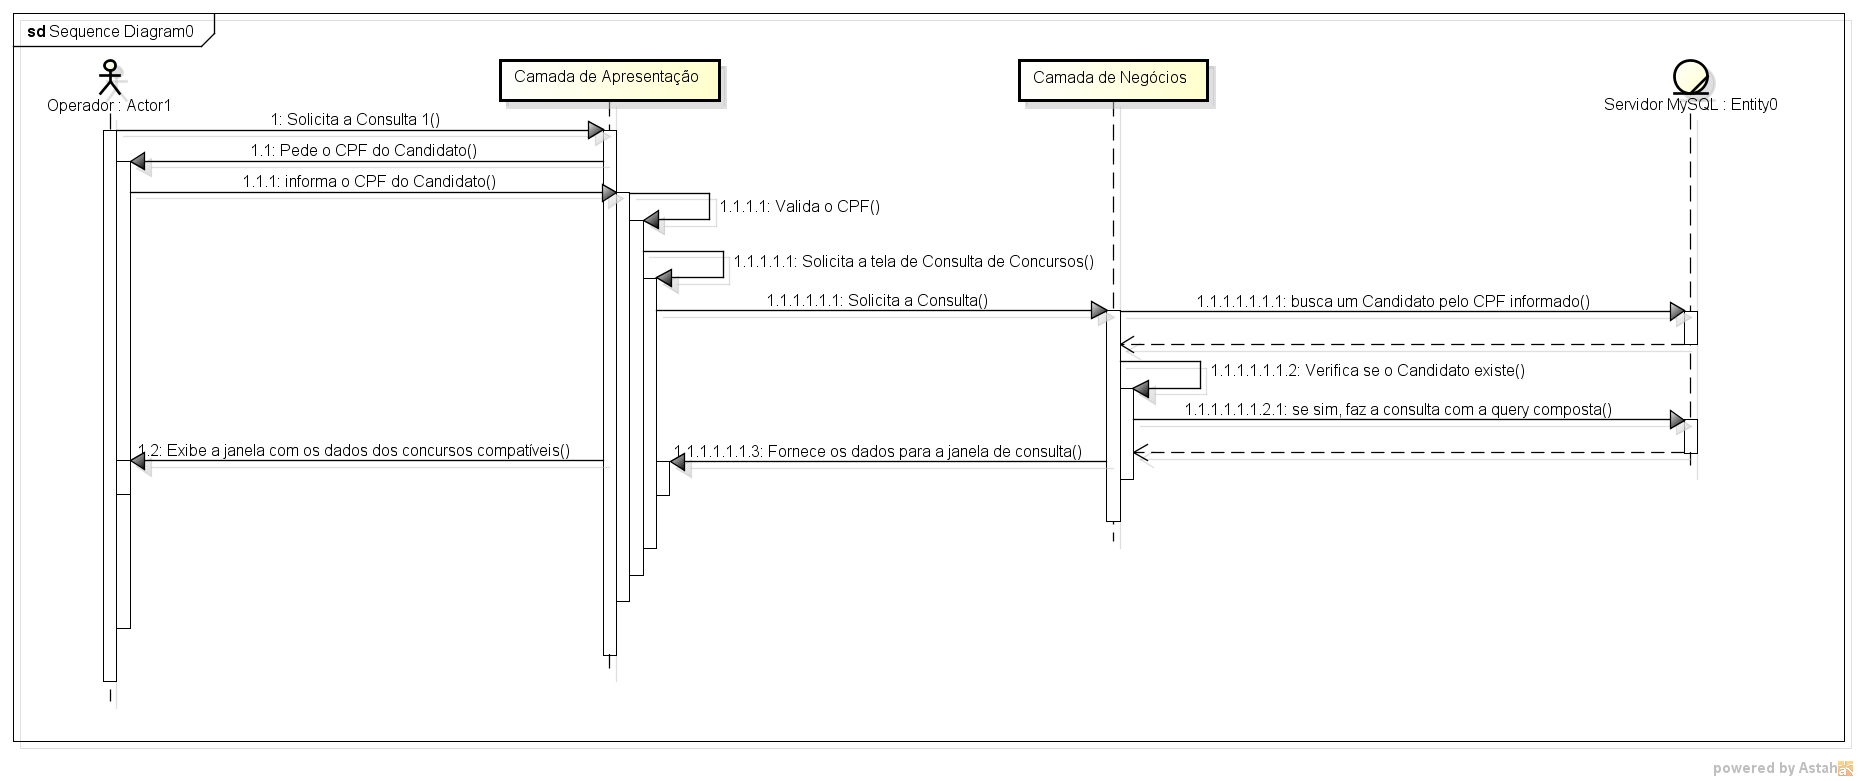 sd Sequence Diagram0
Operador : Actor1
Camada de Apresentação
Camada de Negócios
Servidor MySQL : Entity0
1: Solicita a Consulta 1()
1.1: Pede o CPF do Candidato()
1.1.1: informa o CPF do Candidato()
1.1.1.1: Valida o CPF()
1.1.1.1.1: Solicita a tela de Consulta de Concursos()
1.1.1.1.1.1: Solicita a Consulta()
1.1.1.1.1.1.1: busca um Candidato pelo CPF informado()
1.1.1.1.1.1.2: Verifica se o Candidato existe()
1.1.1.1.1.1.2.1: se sim, faz a consulta com a query composta()
1.2: Exibe a janela com os dados dos concursos compatíveis()
1.1.1.1.1.1.3: Fornece os dados para a janela de consulta()
powered by Astah